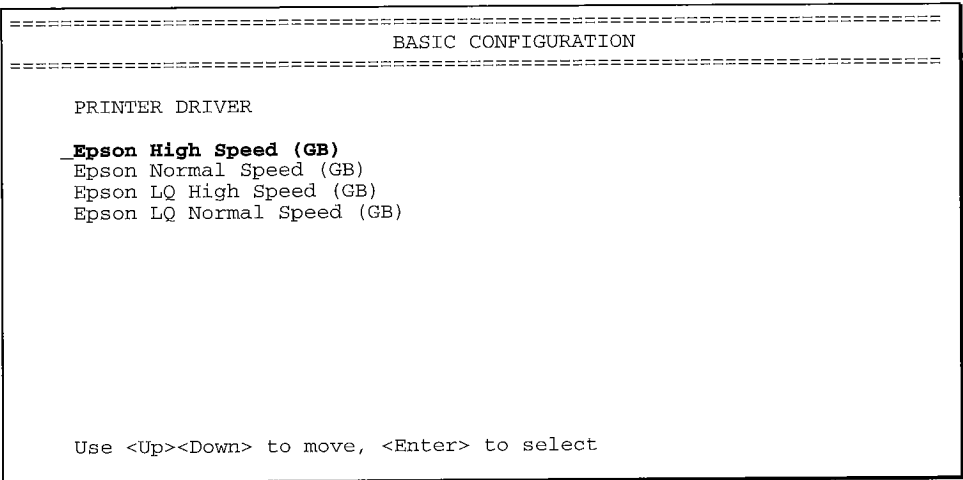 BASIC CONFIGURATION
PRINTER DRIVER
_Epson High Speed (GB)
Epson Normal Speed (GB)
Epson LQ High Speed (GB)
Epson LQ Normal Speed (GB)
Use <Up><Down> to move, <Enter> to select